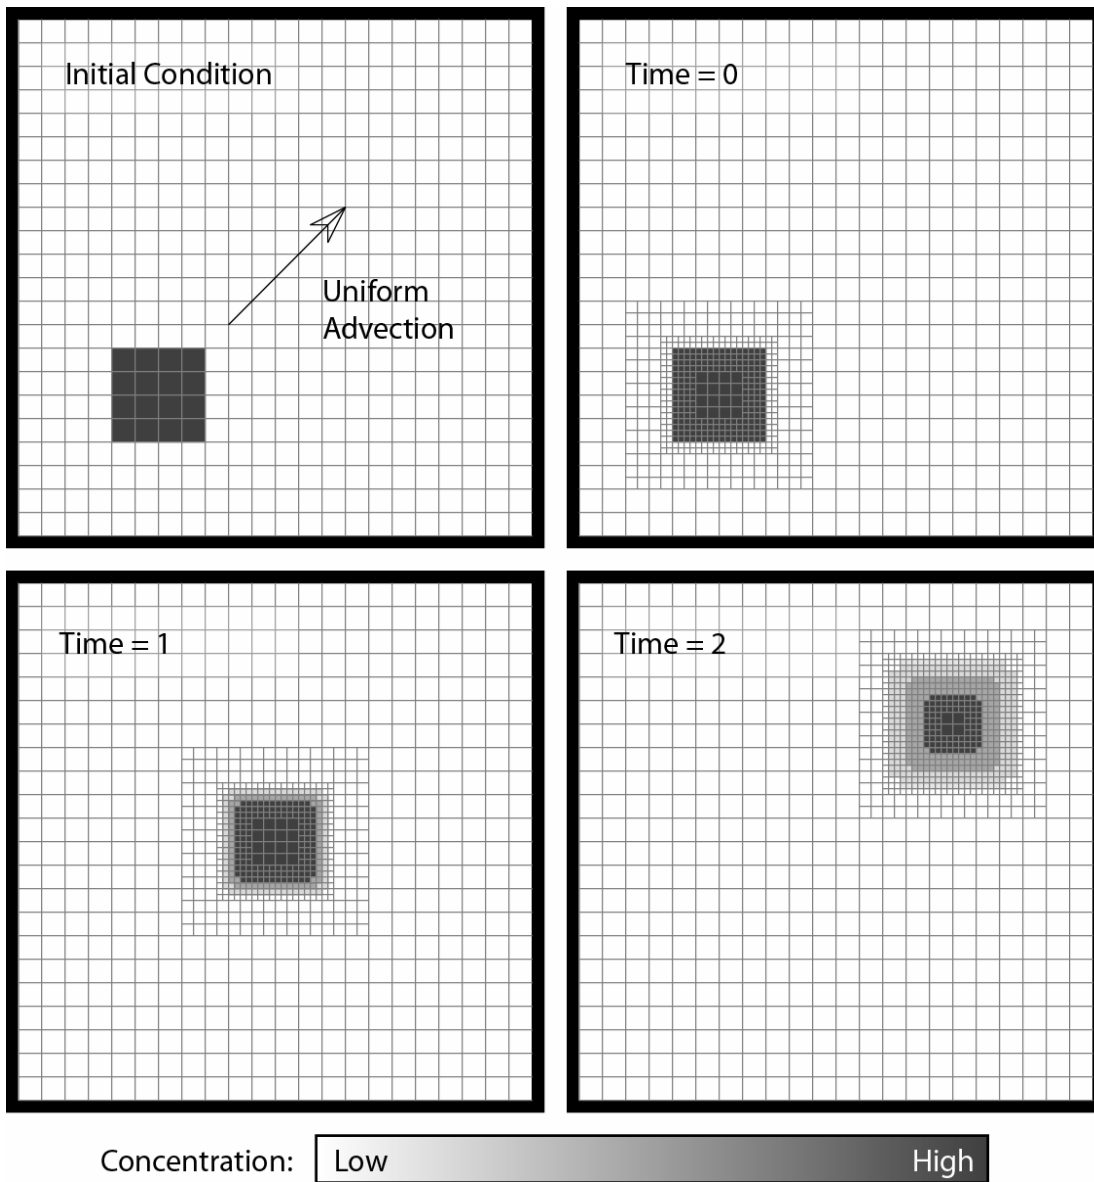 Initial Condition
Time = 0
Uniform
Advection
Time = 1
Time = 2
Concentration:
Low
High